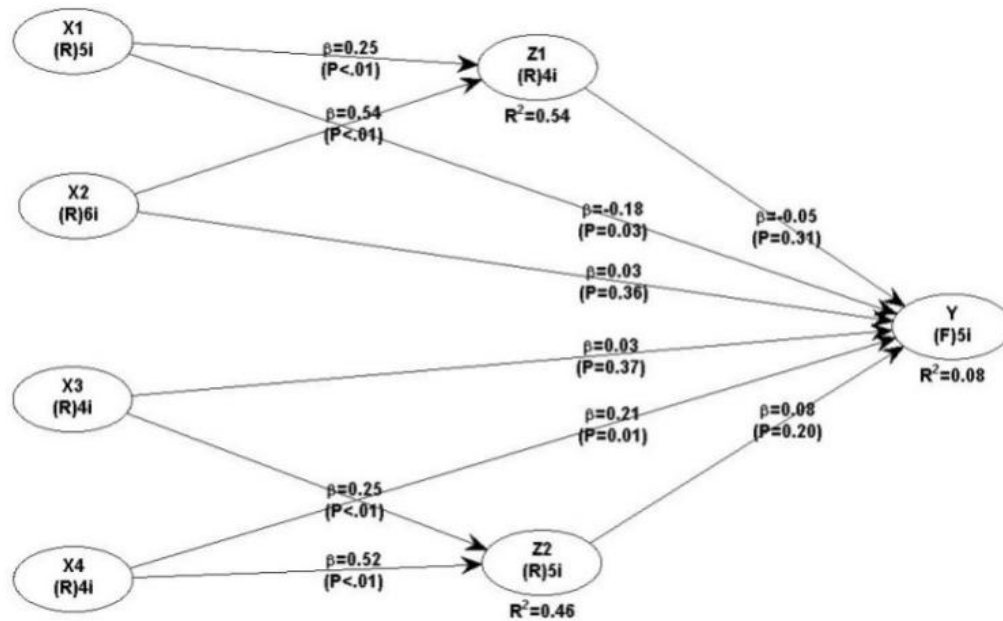 X1
(R)5i
β=0.25
(P<.01)
Z1
(R)4i
R²=0.54
β=0.54
(P<.01)
X2
(R)6i
β=-0.18
(P=0.03)
β=-0.05
(P=0.31)
β=0.03
(P=0.36)
Y
(F)5i
R²=0.08
β=0.03
(P=0.37)
X3
(R)4i
β=0.21
(P=0.01)
β=0.08
(P=0.20)
β=0.25
(P<.01)
X4
(R)4i
β=0.52
(P<.01)
Z2
(R)5i
R²=0.46